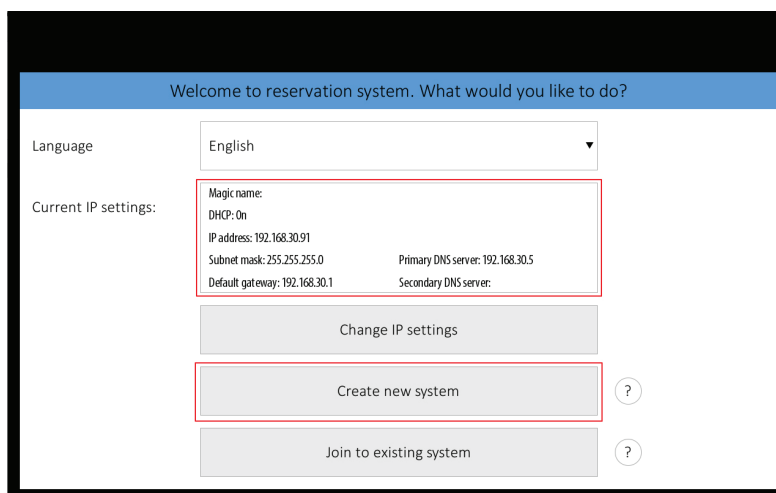 Welcome to reservation system. What would you like to do?
Language
English
Current IP settings:
Magic name:
DHCP: On
IP address: 192.168.30.91
Subnet mask: 255.255.255.0
Primary DNS server: 192.168.30.5
Default gateway: 192.168.30.1
Secondary DNS server:
Change IP settings
Create new system
?
Join to existing system
?